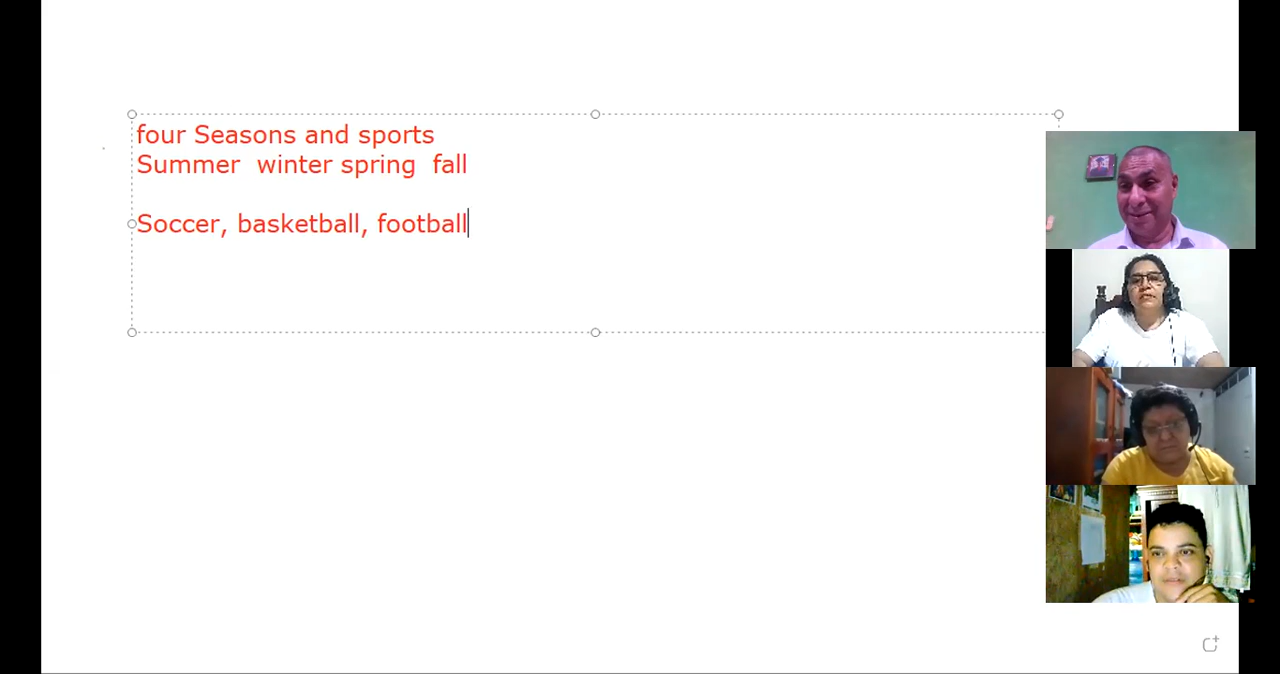 four Seasons and sports
Summer winter spring fall
Soccer, basketball, football